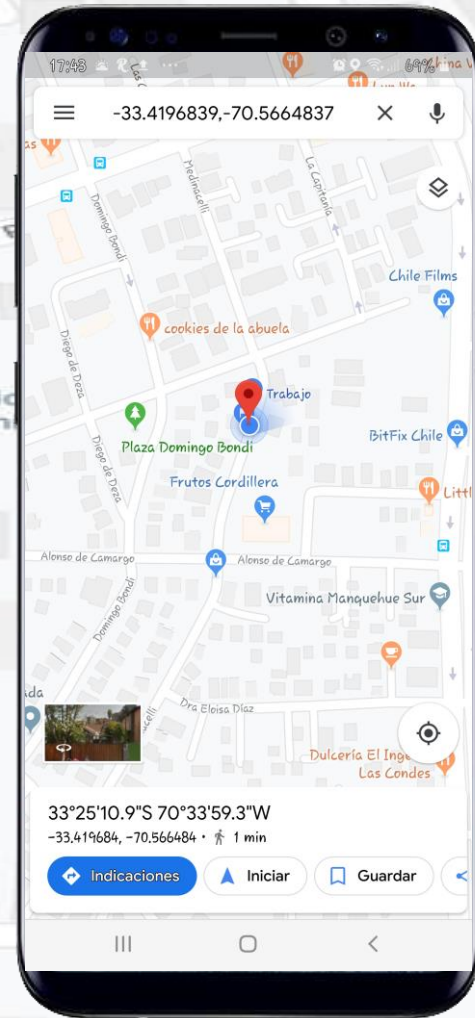 17:43
69%
-33.4196839,-70.5664837
La Capitanía
Medinacelli
Domingo Bondi
Chile Films
cookies de la abuela
Diego de Deza
Trabajo
Plaza Domingo Bondi
BitFix Chile
Diego de Deza
Frutos Cordillera
Littl
Alonso de Camargo
Alonso de Camargo
Domingo Bondi
Vitamina Manquehue Sur
Dra Eloisa Díaz
Dulcería El Inge
Las Condes
33°25'10.9"S 70°33'59.3"W
-33.419684, -70.566484 · 1 min
Indicaciones
Iniciar
Guardar